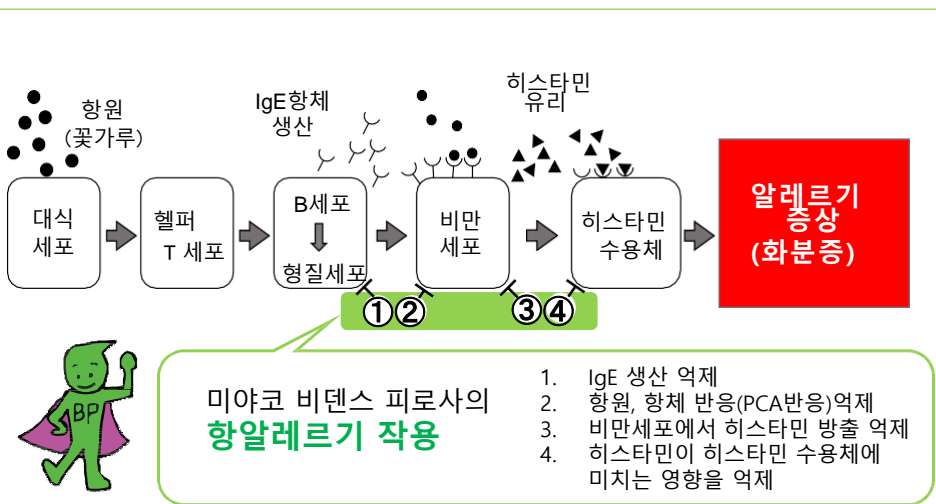 항원
(꽃가루)
IgE항체
생산
히스타민
유리
대식
세포
헬퍼
T 세포
B세포
형질세포
비만
세포
히스타민
수용체
알레르기
증상
(화분증)
①②
③④
BP
미야코 비덴스 피로사의
항알레르기 작용
1. IgE 생산 억제
2. 항원, 항체 반응(PCA반응)억제
3. 비만세포에서 히스타민 방출 억제
4. 히스타민이 히스타민 수용체에
미치는 영향을 억제